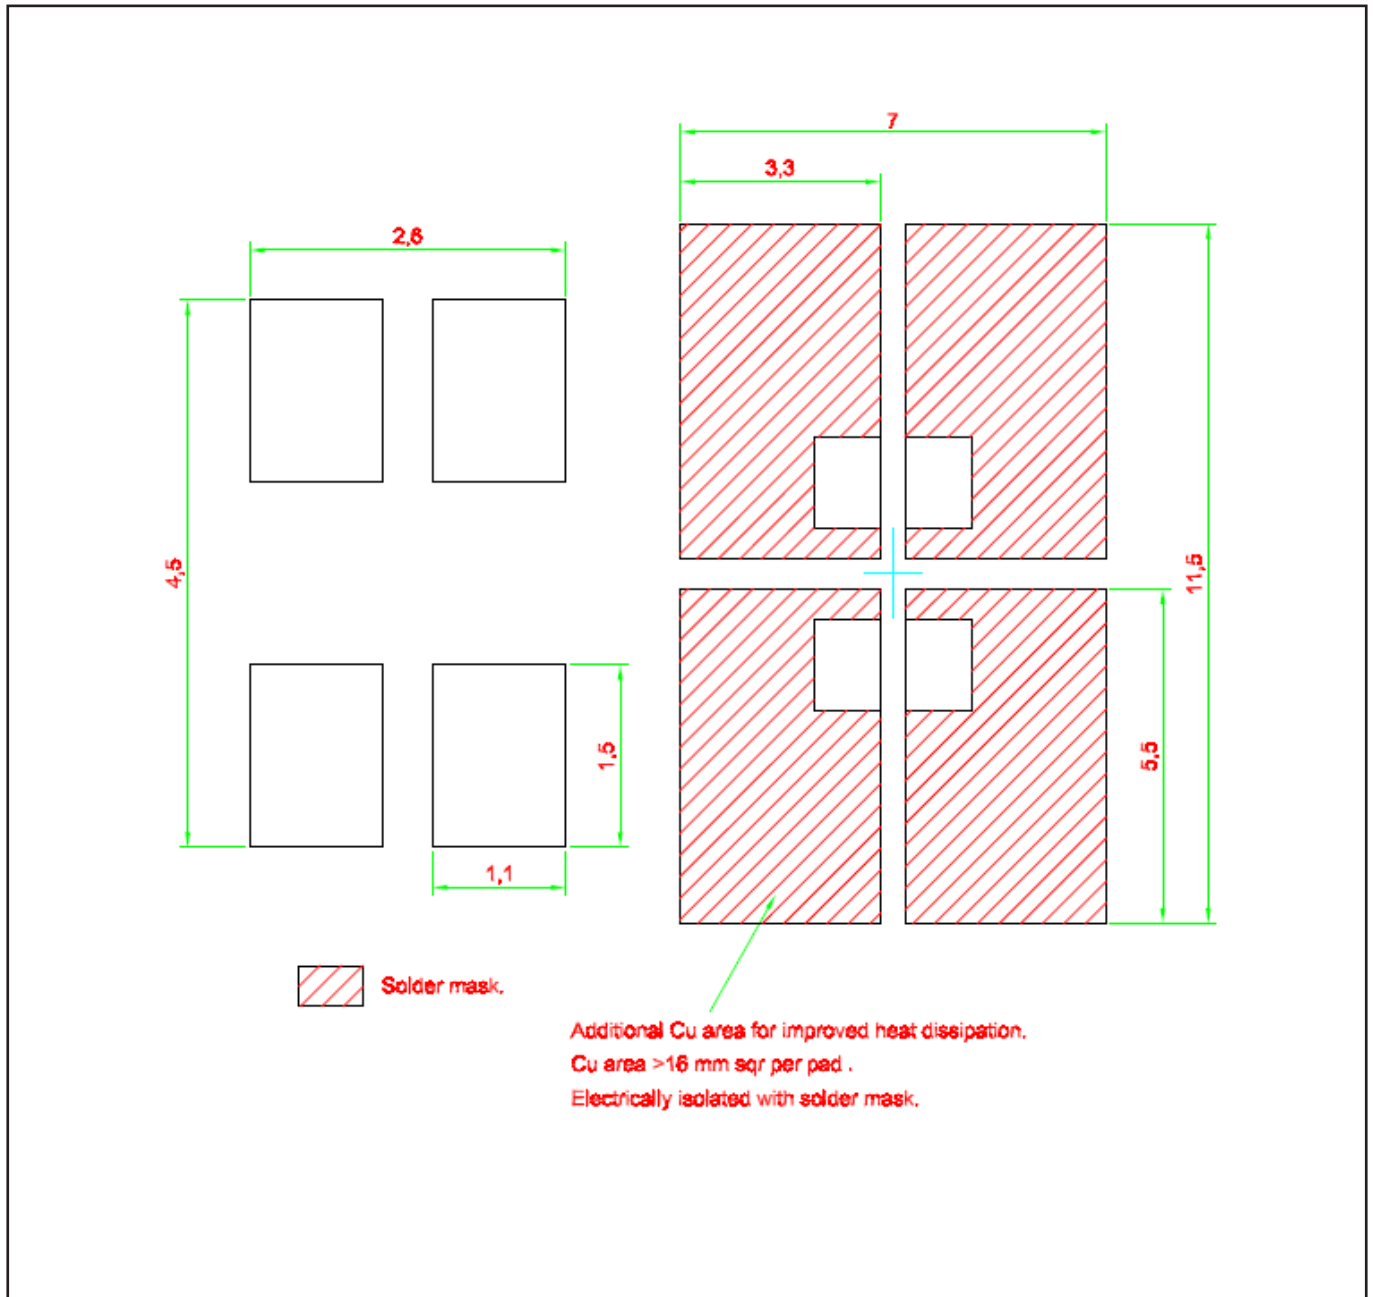 7
3,3
2,6
4,5
11,5
1,5
5,5
1,1
Solder mask.
Additional Cu area for improved heat dissipation.
Cu area >16 mm sqr per pad .
Electrically isolated with solder mask.